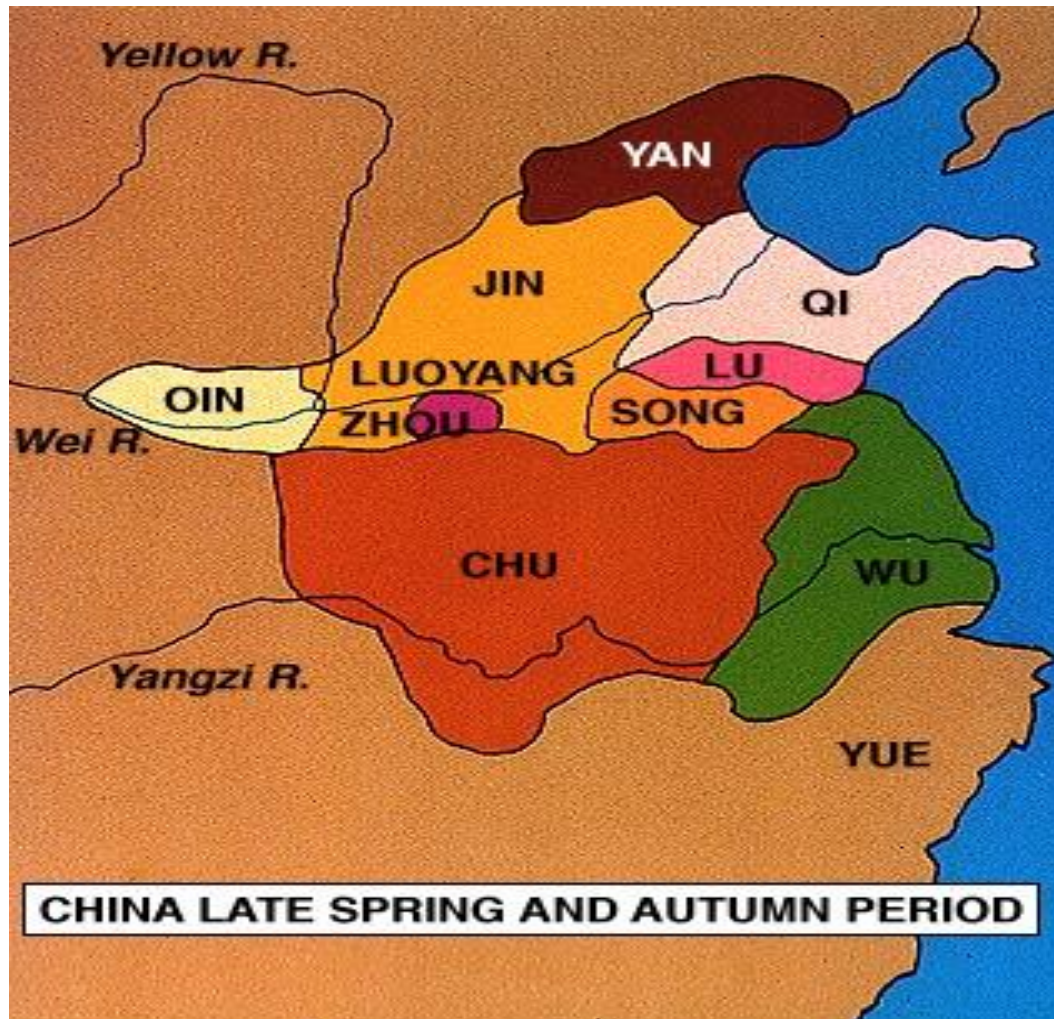 Yellow R.
YAN
JIN
QI
LUOYANG
LU
OIN
ZHOU
SONG
Wei R.
CHU
WU
Yangzi R.
YUE
CHINA LATE SPRING AND AUTUMN PERIOD